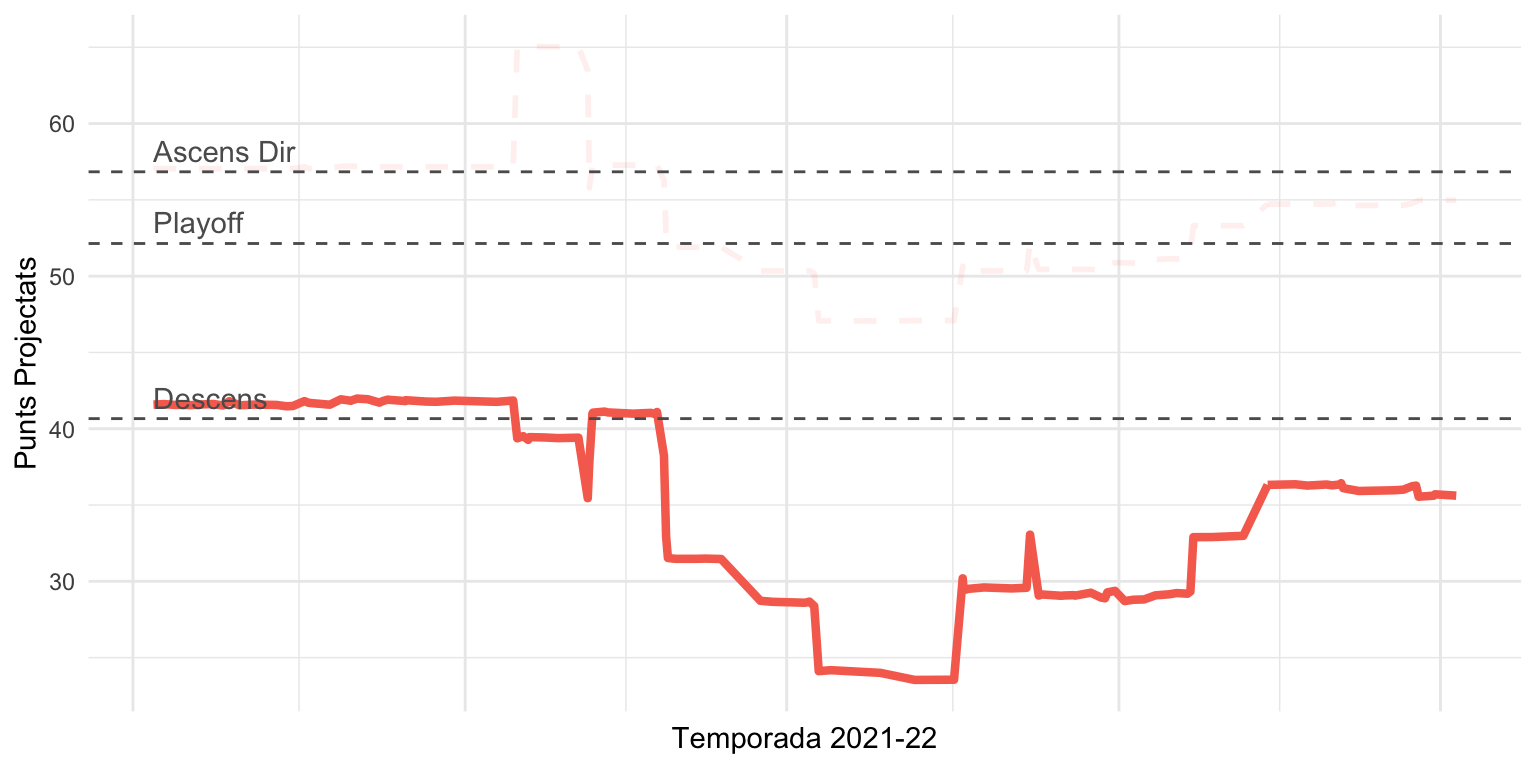 60
50
40
30
Ascens Dir
Playoff
Descens
Punts Projectats
Temporada 2021-22